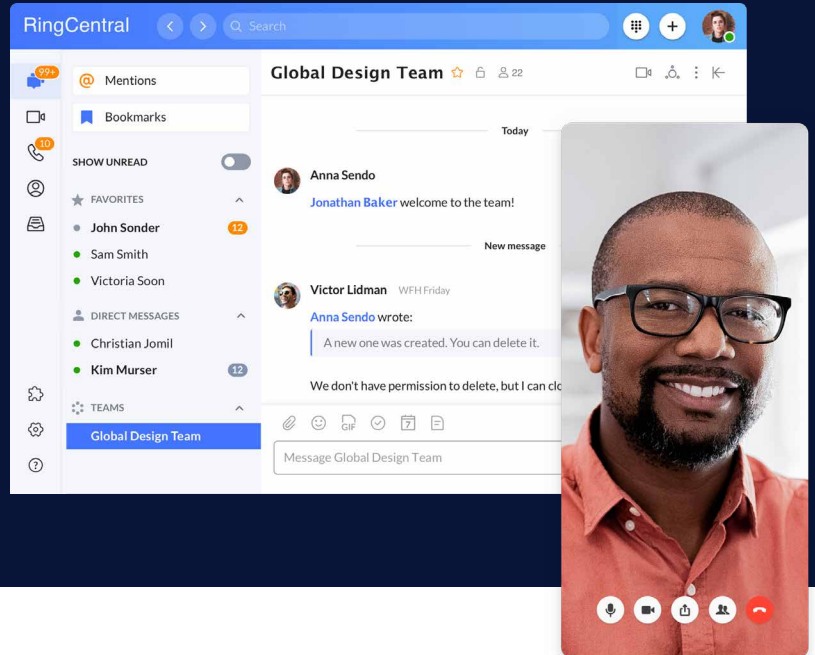 RingCentral
Search
99+
10
Mentions
Bookmarks
SHOW UNREAD
FAVORITES
John Sonder 12
Sam Smith
Victoria Soon
DIRECT MESSAGES
Christian Jomil
Kim Murser 12
TEAMS
Global Design Team
Global Design Team 22
Today
Anna Sendo
Jonathan Baker welcome to the team!
New message
Victor Lidman WFH Friday
Anna Sendo wrote:
A new one was created. You can delete it.
We don't have permission to delete, but I can clo
GIF 7
Message Global Design Team